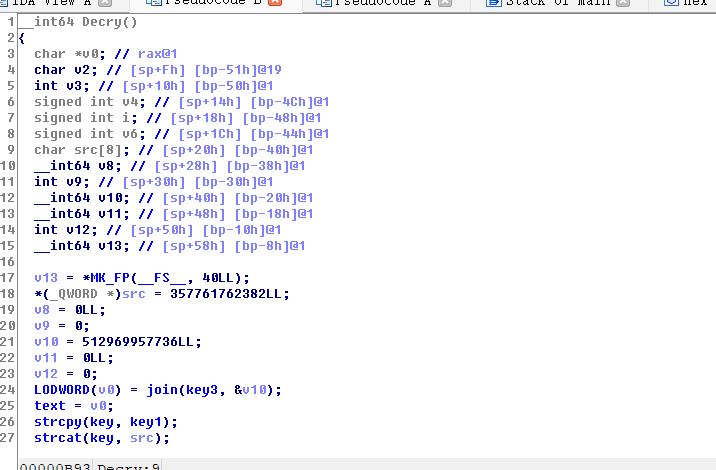 IDA View A Pseudocode B Pseudocode A Stack of main Hex
1 __int64 Decry()
2 {
3 char *v0; // rax@1
4 char v2; // [sp+Fh] [bp-51h]@19
5 int v3; // [sp+10h] [bp-50h]@1
6 signed int v4; // [sp+14h] [bp-4Ch]@1
7 signed int i; // [sp+18h] [bp-48h]@1
8 signed int v6; // [sp+1Ch] [bp-44h]@1
9 char src[8]; // [sp+20h] [bp-40h]@1
10 __int64 v8; // [sp+28h] [bp-38h]@1
11 int v9; // [sp+30h] [bp-30h]@1
12 __int64 v10; // [sp+40h] [bp-20h]@1
13 __int64 v11; // [sp+48h] [bp-18h]@1
14 int v12; // [sp+50h] [bp-10h]@1
15 __int64 v13; // [sp+58h] [bp-8h]@1
16
17 v13 = *MK_FP(__FS__, 40LL);
18 *(_QWORD *)src = 357761762382LL;
19 v8 = 0LL;
20 v9 = 0;
21 v10 = 512969957736LL;
22 v11 = 0LL;
23 v12 = 0;
24 LODWORD(v0) = join(key3, &v10);
25 text = v0;
26 strcpy(key, key1);
27 strcat(key, src);
00000B93 Decry:9